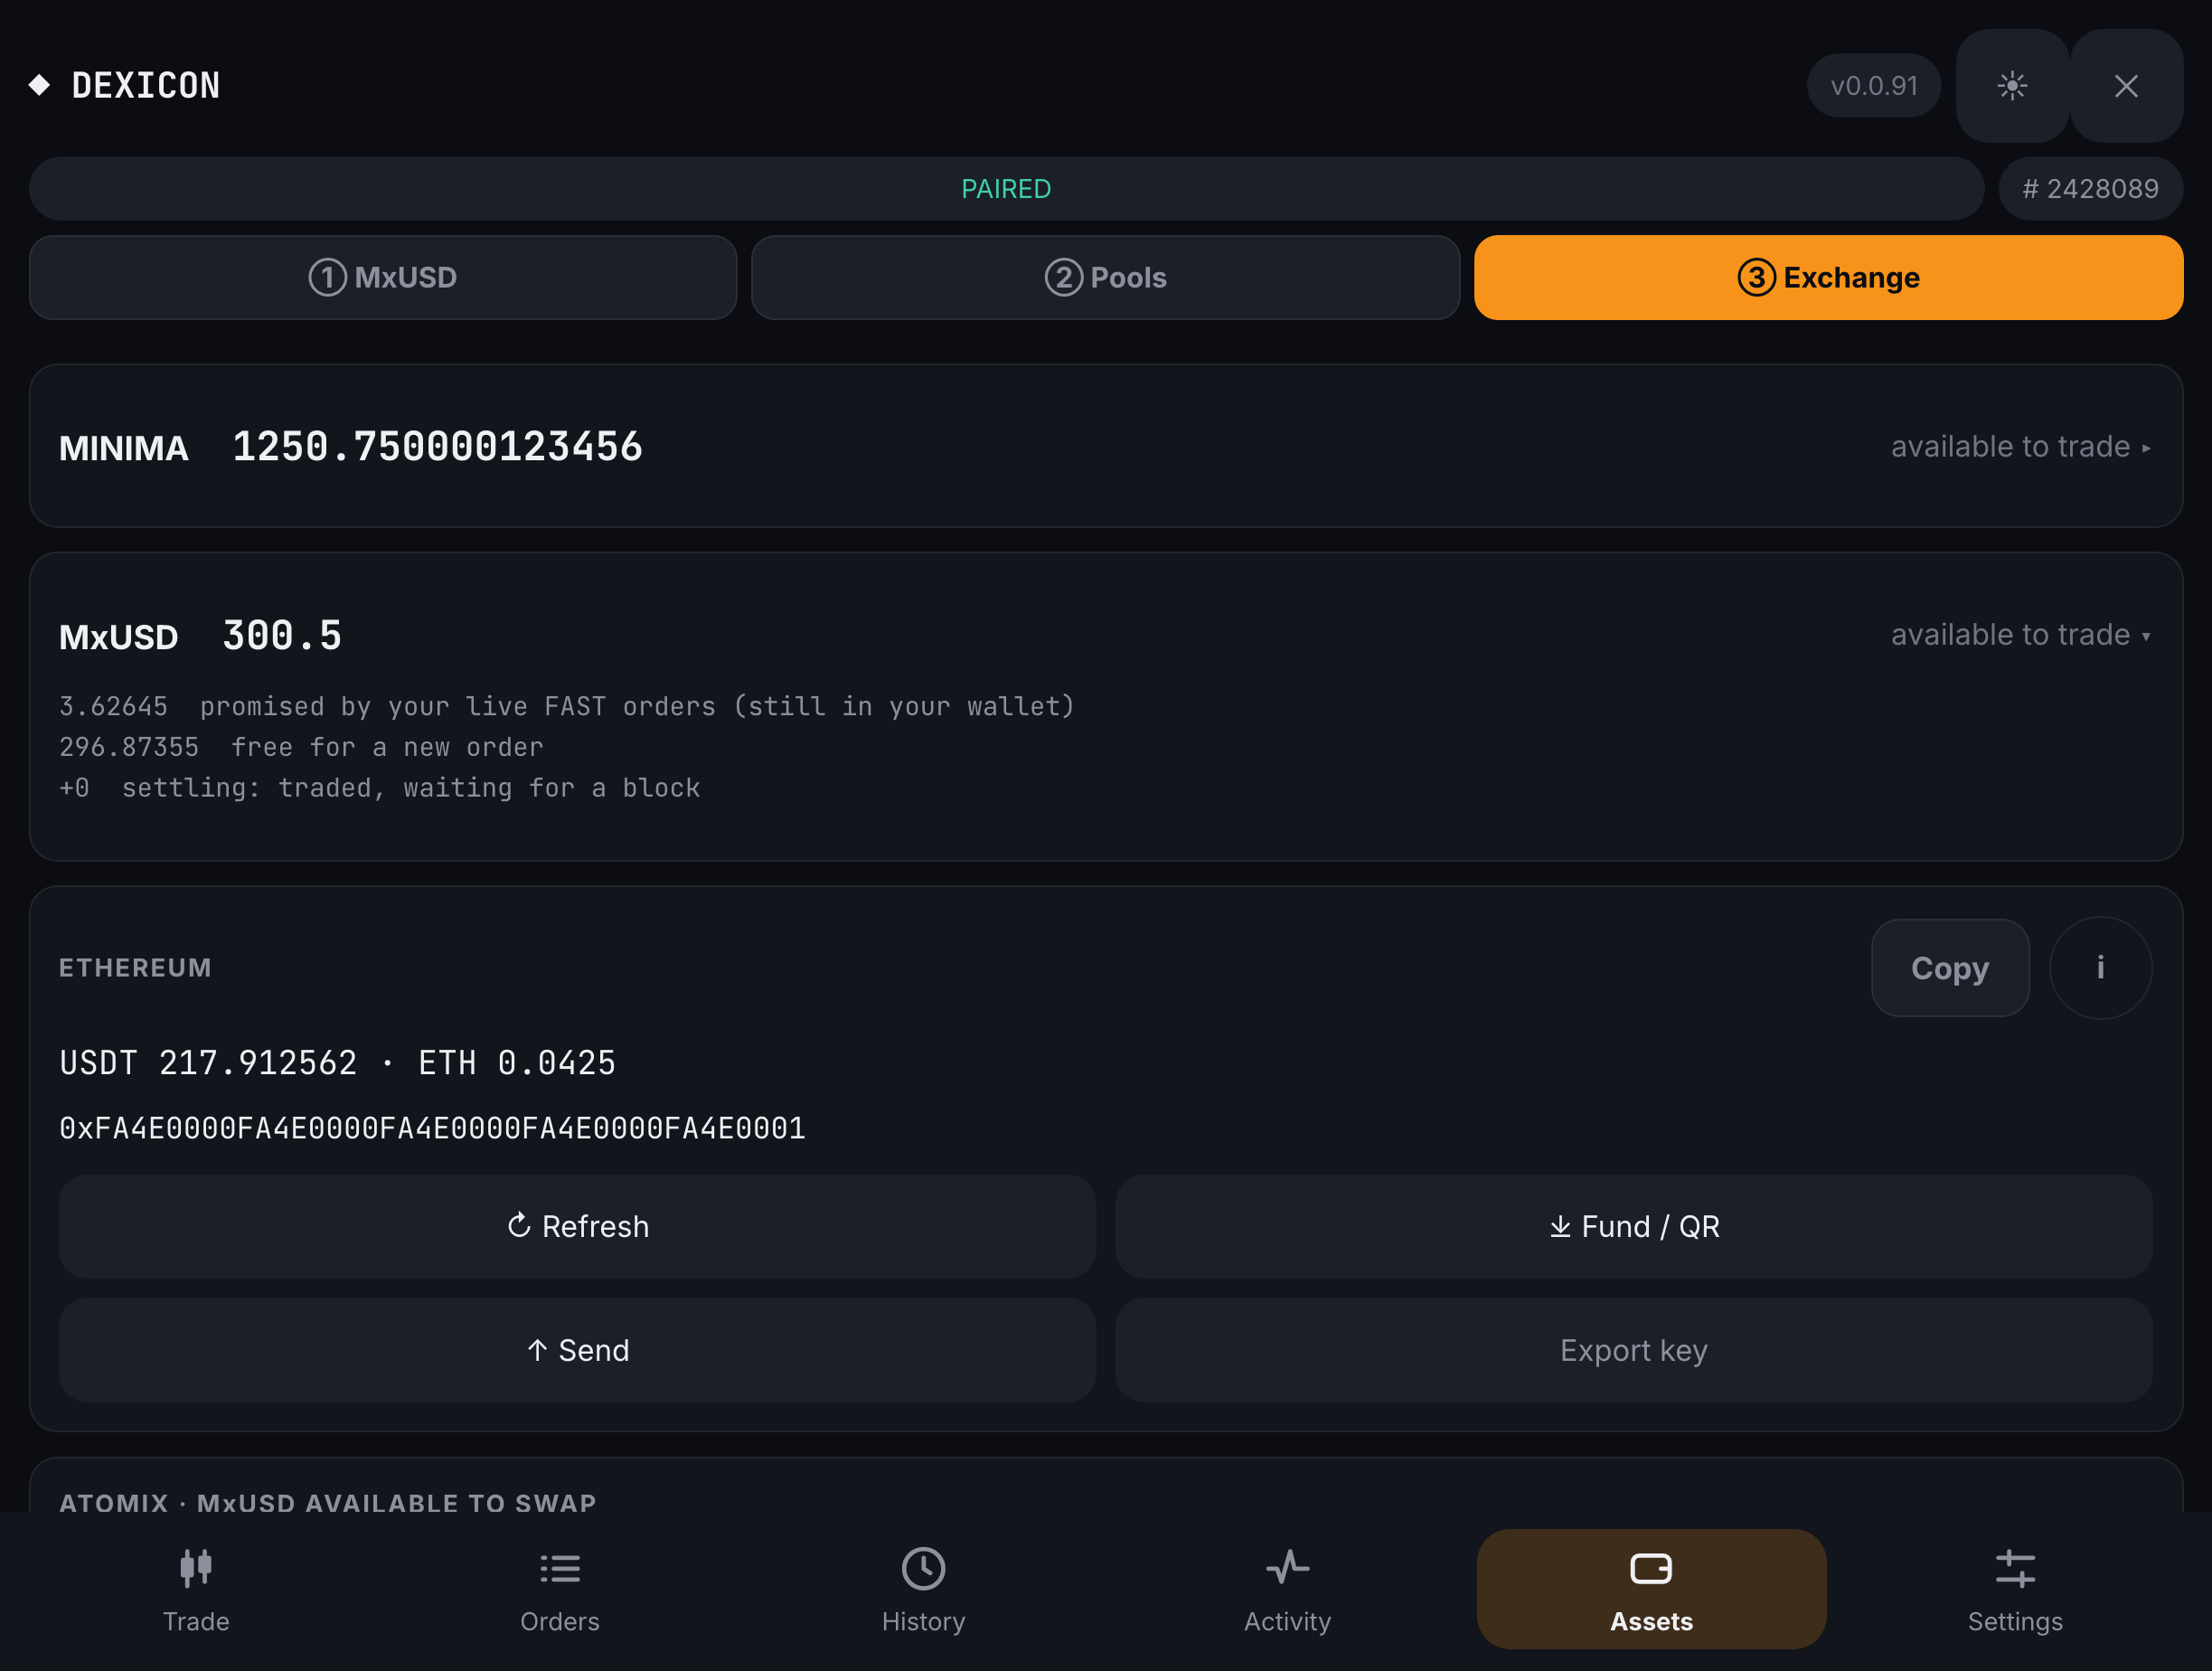 ◆ DEXICON
v0.0.91
PAIRED
# 2428089
① MxUSD
② Pools
③ Exchange
MINIMA 1250.750000123456
available to trade ▸
MxUSD 300.5
available to trade ▾
3.62645 promised by your live FAST orders (still in your wallet)
296.87355 free for a new order
+0 settling: traded, waiting for a block
ETHEREUM
Copy
i
USDT 217.912562 · ETH 0.0425
0xFA4E0000FA4E0000FA4E0000FA4E0000FA4E0001
↻ Refresh
⤓ Fund / QR
↑ Send
Export key
ATOMIX · MxUSD AVAILABLE TO SWAP
Trade
Orders
History
Activity
Assets
Settings